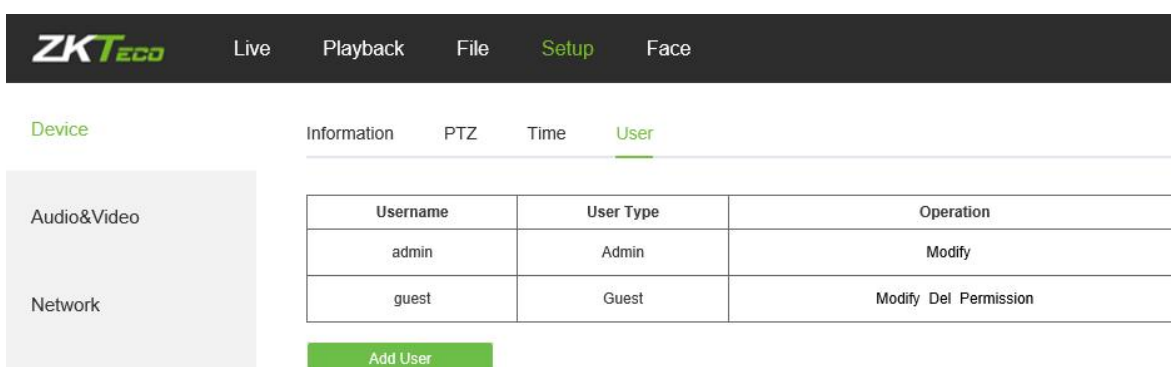 ZKTeco Live Playback File Setup Face
Device
Information PTZ Time User
Audio&Video
Network
Username User Type Operation
admin Admin Modify
guest Guest Modify Del Permission
Add User